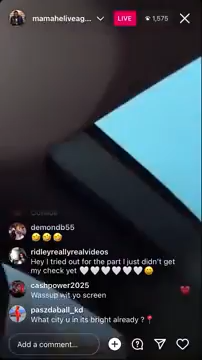 mamaheliveag...
LIVE
1,575
demondb55
🤣🤣🤣
ridleyreallyrealvideos
Hey I tried out for the part I just didn't get
my check yet 🤍🤍🤍🤍🤍🤍🤍😀
cashpower2025
Wassup wit yo screen
paszdaball_kd
What city u in its bright already ?📍
Add a comment...